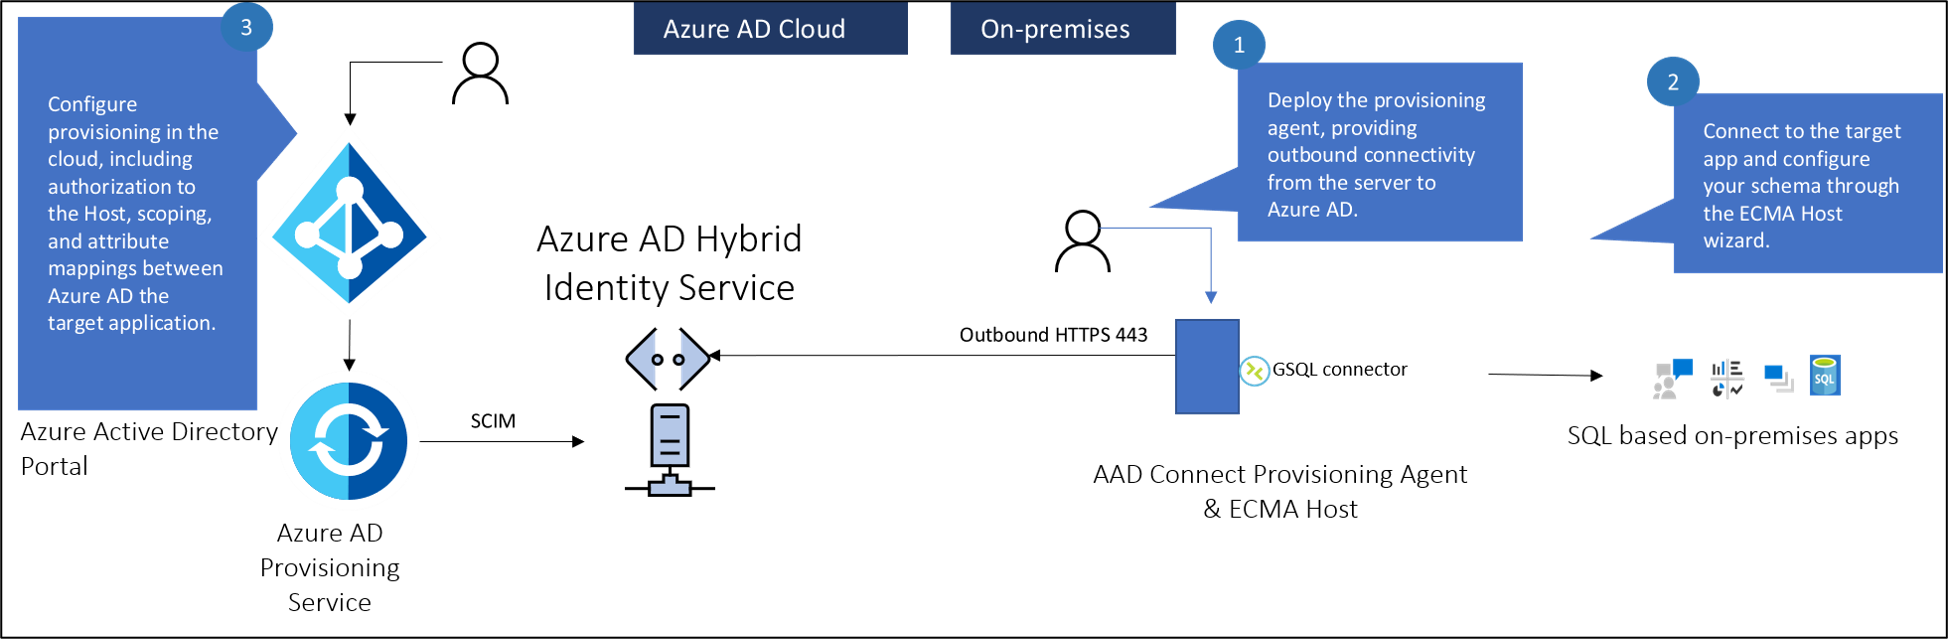 3
Configure
provisioning in the
cloud, including
authorization to
the Host, scoping,
and attribute
mappings between
Azure AD the
target application.
Azure Active Directory
Portal
Azure AD
Provisioning
Service
SCIM
Azure AD Cloud
On-premises
Azure AD Hybrid
Identity Service
Outbound HTTPS 443
1
Deploy the provisioning
agent, providing
outbound connectivity
from the server to
Azure AD.
GSQL connector
AAD Connect Provisioning Agent
& ECMA Host
2
Connect to the target
app and configure
your schema through
the ECMA Host
wizard.
SQL
SQL based on-premises apps